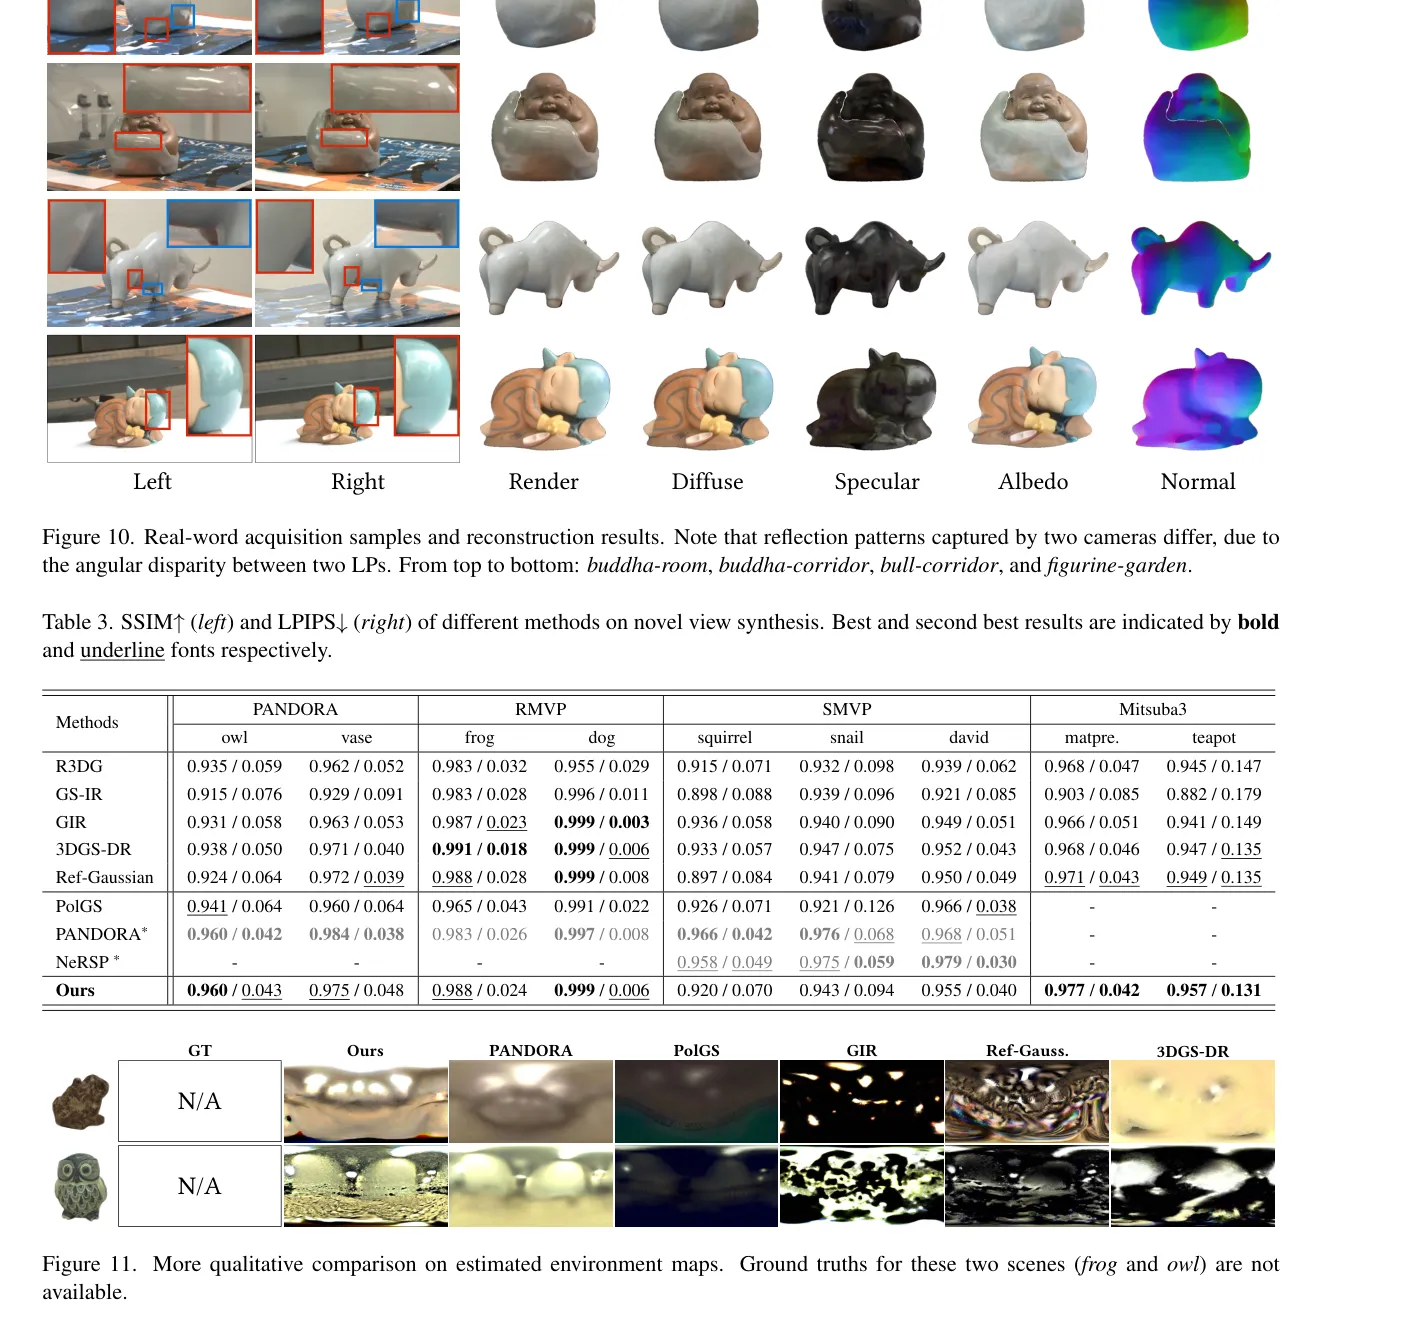 Left Right Render Diffuse Specular Albedo Normal
Figure 10. Real-word acquisition samples and reconstruction results. Note that reflection patterns captured by two cameras differ, due to
the angular disparity between two LPs. From top to bottom: buddha-room, buddha-corridor, bull-corridor, and figurine-garden.
Table 3. SSIM↑ (left) and LPIPS↓ (right) of different methods on novel view synthesis. Best and second best results are indicated by bold
and underline fonts respectively.
Methods PANDORA RMVP SMVP Mitsuba3
owl vase frog dog squirrel snail david matpre. teapot
R3DG 0.935 / 0.059 0.962 / 0.052 0.983 / 0.032 0.955 / 0.029 0.915 / 0.071 0.932 / 0.098 0.939 / 0.062 0.968 / 0.047 0.945 / 0.147
GS-IR 0.915 / 0.076 0.929 / 0.091 0.983 / 0.028 0.996 / 0.011 0.898 / 0.088 0.939 / 0.096 0.921 / 0.085 0.903 / 0.085 0.882 / 0.179
GIR 0.931 / 0.058 0.963 / 0.053 0.987 / 0.023 0.999 / 0.003 0.936 / 0.058 0.940 / 0.090 0.949 / 0.051 0.966 / 0.051 0.941 / 0.149
3DGS-DR 0.938 / 0.050 0.971 / 0.040 0.991 / 0.018 0.999 / 0.006 0.933 / 0.057 0.947 / 0.075 0.952 / 0.043 0.968 / 0.046 0.947 / 0.135
Ref-Gaussian 0.924 / 0.064 0.972 / 0.039 0.988 / 0.028 0.999 / 0.008 0.897 / 0.084 0.941 / 0.079 0.950 / 0.049 0.971 / 0.043 0.949 / 0.135
PolGS 0.941 / 0.064 0.960 / 0.064 0.965 / 0.043 0.991 / 0.022 0.926 / 0.071 0.921 / 0.126 0.966 / 0.038 - -
PANDORA* 0.960 / 0.042 0.984 / 0.038 0.983 / 0.026 0.997 / 0.008 0.966 / 0.042 0.976 / 0.068 0.968 / 0.051 - -
NeRSP * - - - - 0.958 / 0.049 0.975 / 0.059 0.979 / 0.030 - -
Ours 0.960 / 0.043 0.975 / 0.048 0.988 / 0.024 0.999 / 0.006 0.920 / 0.070 0.943 / 0.094 0.955 / 0.040 0.977 / 0.042 0.957 / 0.131
GT Ours PANDORA PolGS GIR Ref-Gauss. 3DGS-DR
N/A
N/A
Figure 11. More qualitative comparison on estimated environment maps. Ground truths for these two scenes (frog and owl) are not
available.